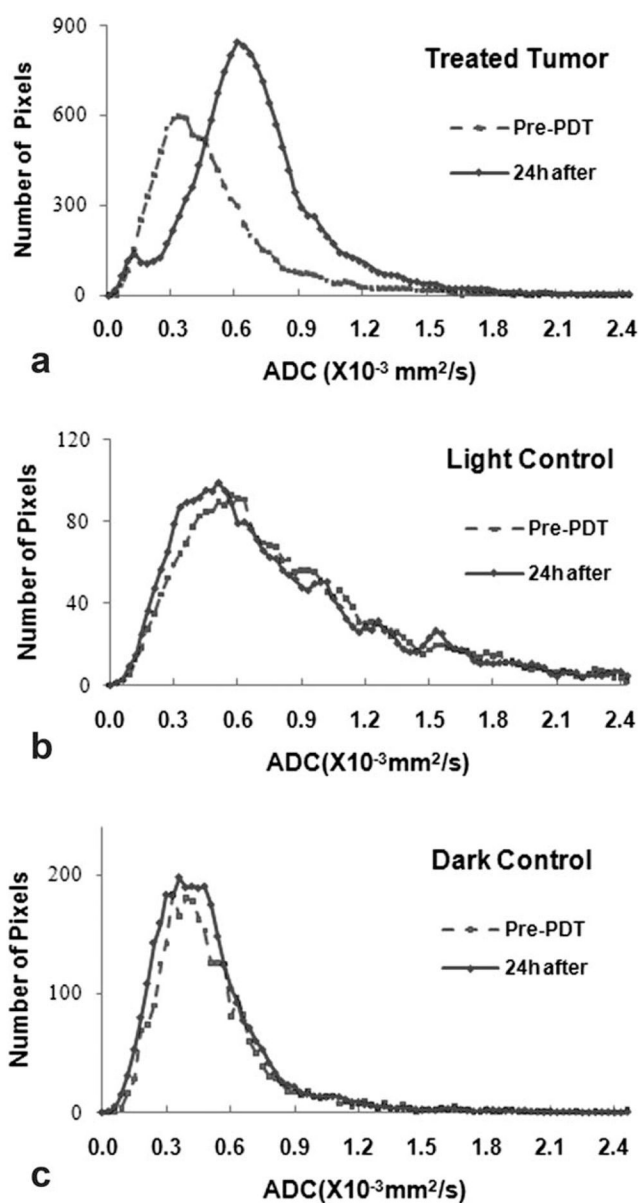 900
600
300
0
Number of Pixels
Treated Tumor
Pre-PDT
24h after
0.0 0.3 0.6 0.9 1.2 1.5 1.8 2.1 2.4
ADC (X10⁻³ mm²/s)
a
120
80
40
0
Number of Pixels
Light Control
Pre-PDT
24h after
0.0 0.3 0.6 0.9 1.2 1.5 1.8 2.1 2.4
ADC(X10⁻³mm²/s)
b
200
100
0
Number of Pixels
Dark Control
Pre-PDT
24h after
0.0 0.3 0.6 0.9 1.2 1.5 1.8 2.1 2.4
ADC(X10⁻³mm²/s)
c